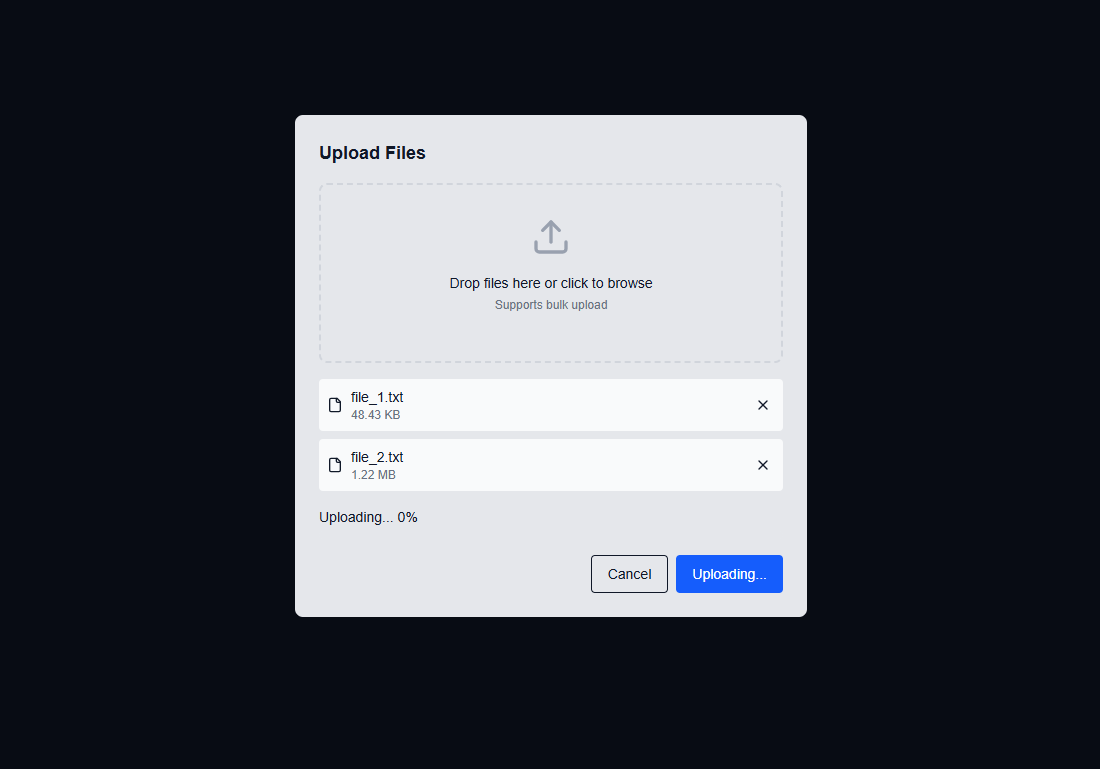 Upload Files
Drop files here or click to browse
Supports bulk upload
file_1.txt
48.43 KB
file_2.txt
1.22 MB
Uploading... 0%
Cancel
Uploading...